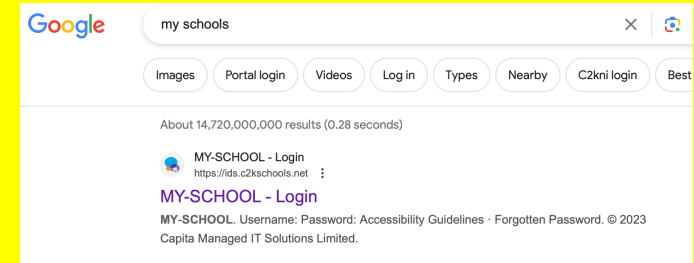 Google my schools
Images Portal login Videos Log in Types Nearby C2kni login Best
About 14,720,000,000 results (0.28 seconds)
MY-SCHOOL - Login
https://ids.c2kschools.net
MY-SCHOOL - Login
MY-SCHOOL. Username: Password: Accessibility Guidelines · Forgotten Password. © 2023
Capita Managed IT Solutions Limited.